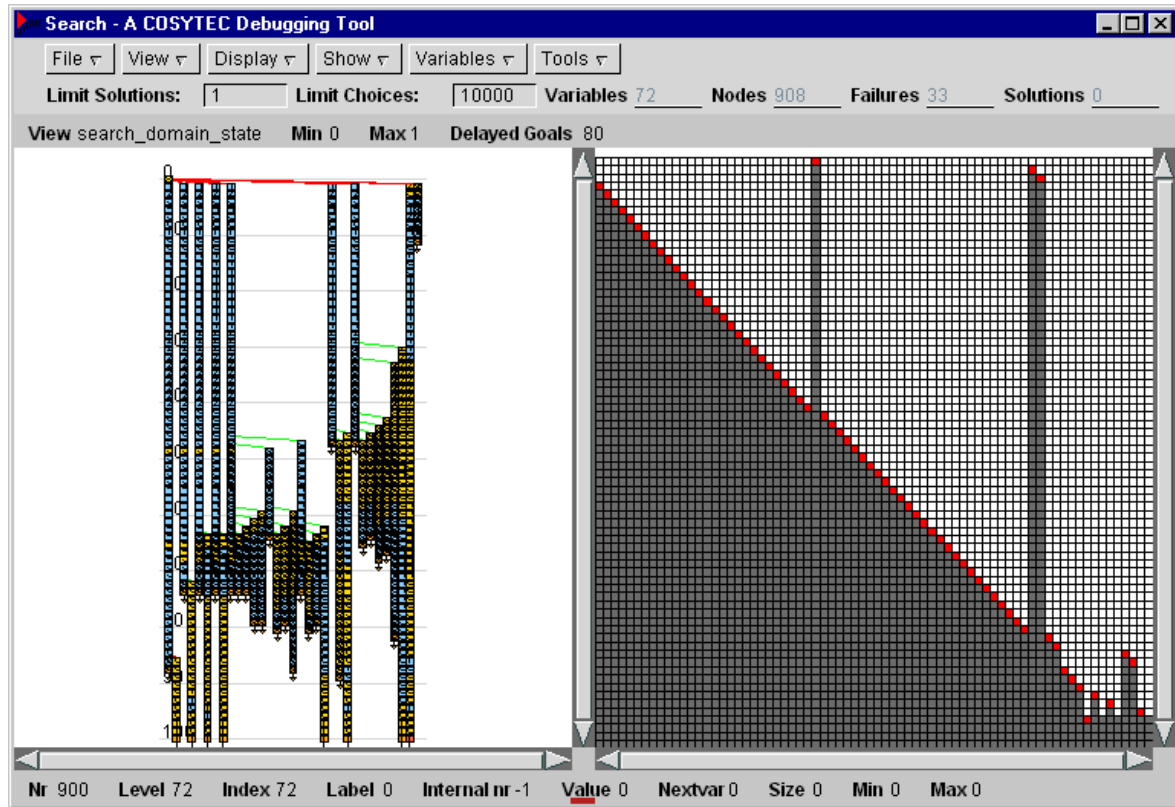 Search - A COSYTEC Debugging Tool
File View Display Show Variables Tools
Limit Solutions: 1 Limit Choices: 10000 Variables 72 Nodes 908 Failures 33 Solutions 0
View search_domain_state Min 0 Max 1 Delayed Goals 80
Nr 900 Level 72 Index 72 Label 0 Internal nr -1 Value 0 Nextvar 0 Size 0 Min 0 Max 0